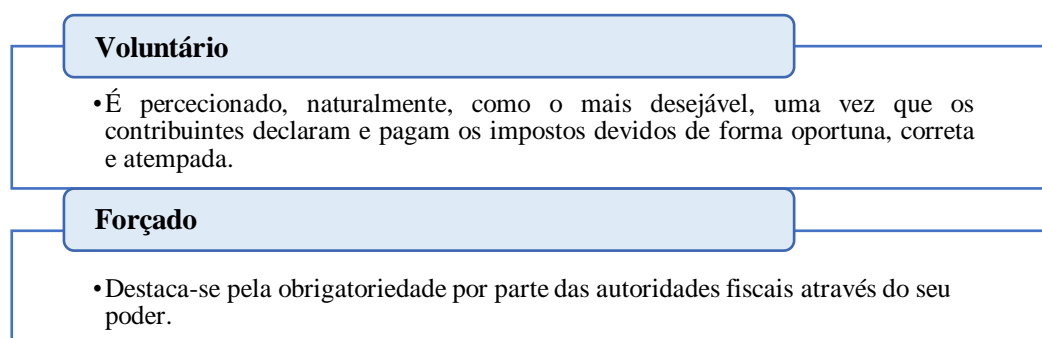 Voluntário
•É percecionado, naturalmente, como o mais desejável, uma vez que os
contribuintes declaram e pagam os impostos devidos de forma oportuna, correta
e atempada.
Forçado
•Destaca-se pela obrigatoriedade por parte das autoridades fiscais através do seu
poder.